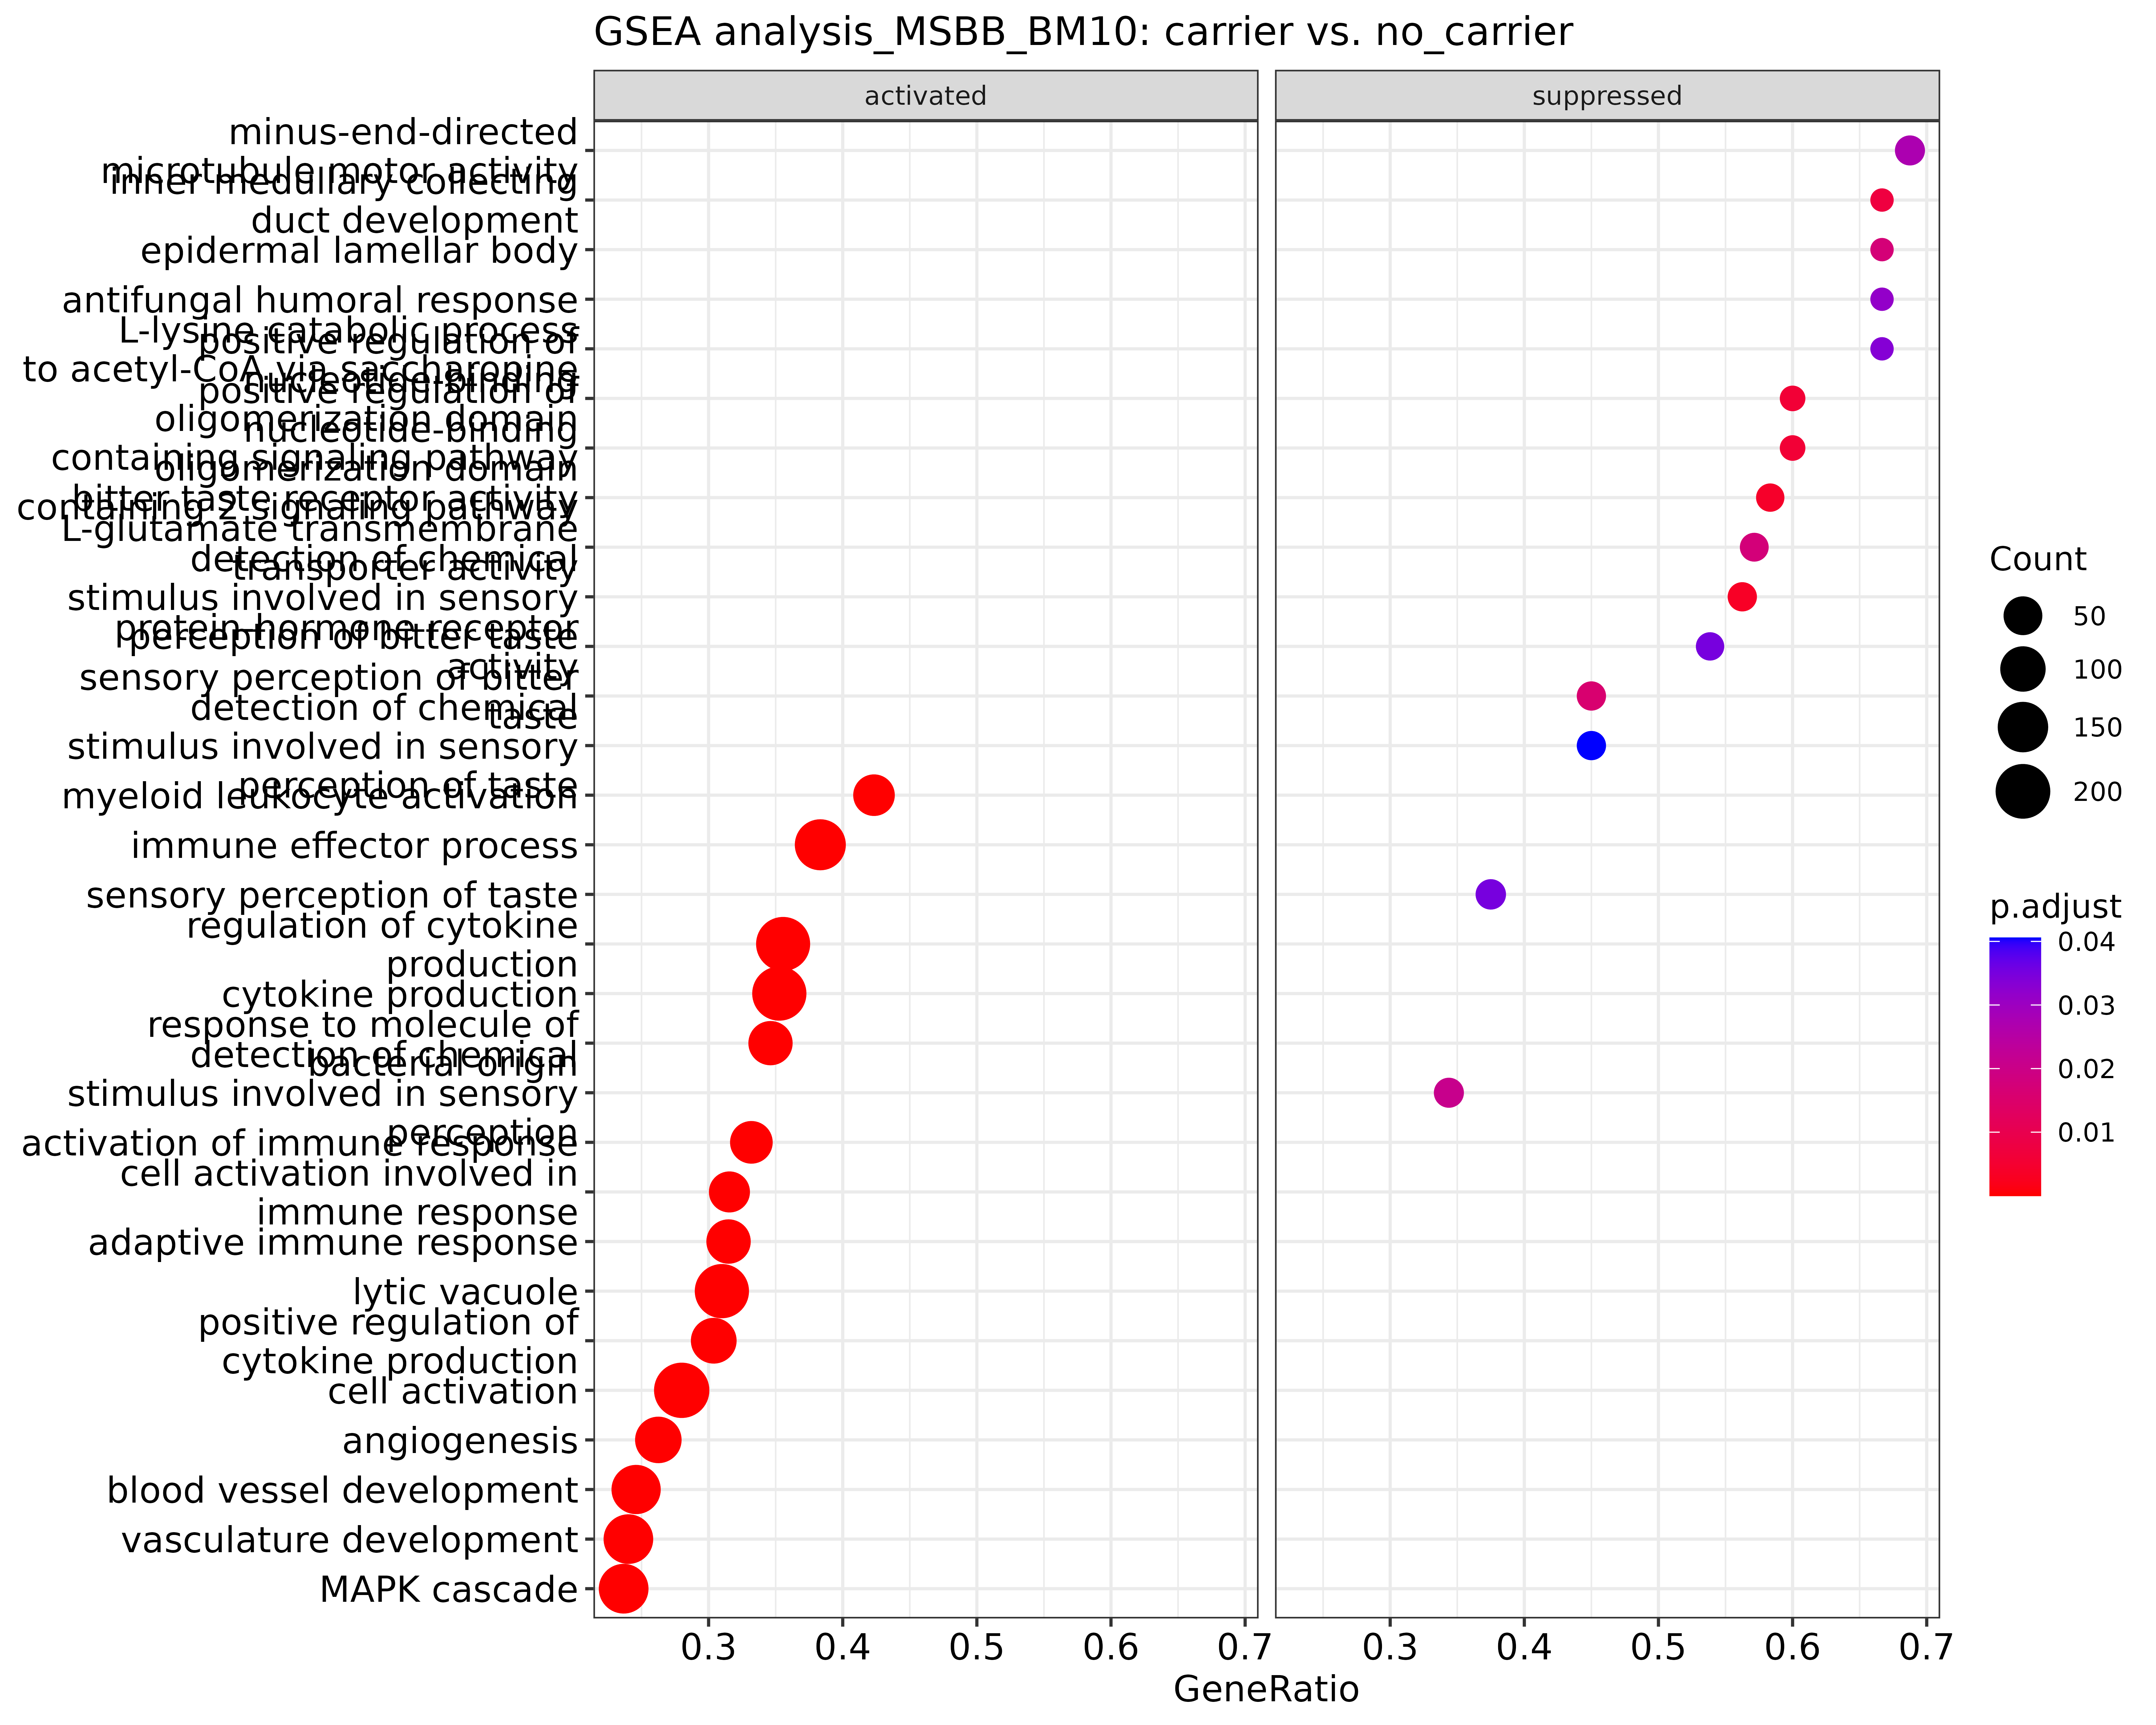 GSEA analysis_MSBB_BM10: carrier vs. no_carrier
activated
suppressed
minus-end-directed
microtubule motor activity
inner medullary collecting
duct development
epidermal lamellar body
antifungal humoral response
L-lysine catabolic process
to acetyl-CoA via saccharopine
positive regulation of
nucleotide-binding
oligomerization domain
containing signaling pathway
positive regulation of
nucleotide-binding
oligomerization domain
containing 2 signaling pathway
bitter taste receptor activity
L-glutamate transmembrane
transporter activity
detection of chemical
stimulus involved in sensory
perception of bitter taste
protein-hormone receptor
activity
sensory perception of bitter
taste
detection of chemical
stimulus involved in sensory
perception of taste
myeloid leukocyte activation
immune effector process
sensory perception of taste
regulation of cytokine
production
cytokine production
response to molecule of
bacterial origin
detection of chemical
stimulus involved in sensory
perception
activation of immune response
cell activation involved in
immune response
adaptive immune response
lytic vacuole
positive regulation of
cytokine production
cell activation
angiogenesis
blood vessel development
vasculature development
MAPK cascade
0.3 0.4 0.5 0.6 0.7
0.3 0.4 0.5 0.6 0.7
GeneRatio
Count
50
100
150
200
p.adjust
0.04
0.03
0.02
0.01